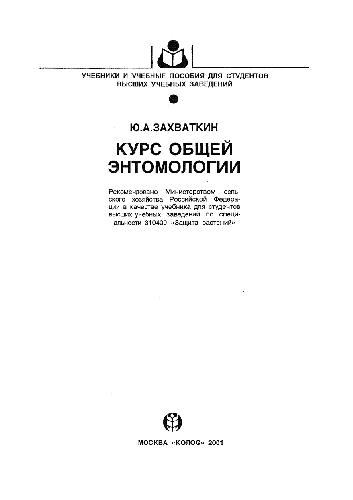 УЧЕБНИКИ И УЧЕБНЫЕ ПОСОБИЯ ДЛЯ СТУДЕНТОВ
ВЫСШИХ УЧЕБНЫХ ЗАВЕДЕНИЙ
Ю.А.ЗАХВАТКИН
КУРС ОБЩЕЙ
ЭНТОМОЛОГИИ
Рекомендовано Министерством сель-
ского хозяйства Российской Федера-
ции в качестве учебника для студентов
высших учебных заведений по специ-
альности 310400 «Защита растений»
МОСКВА «КОЛОС» 2001